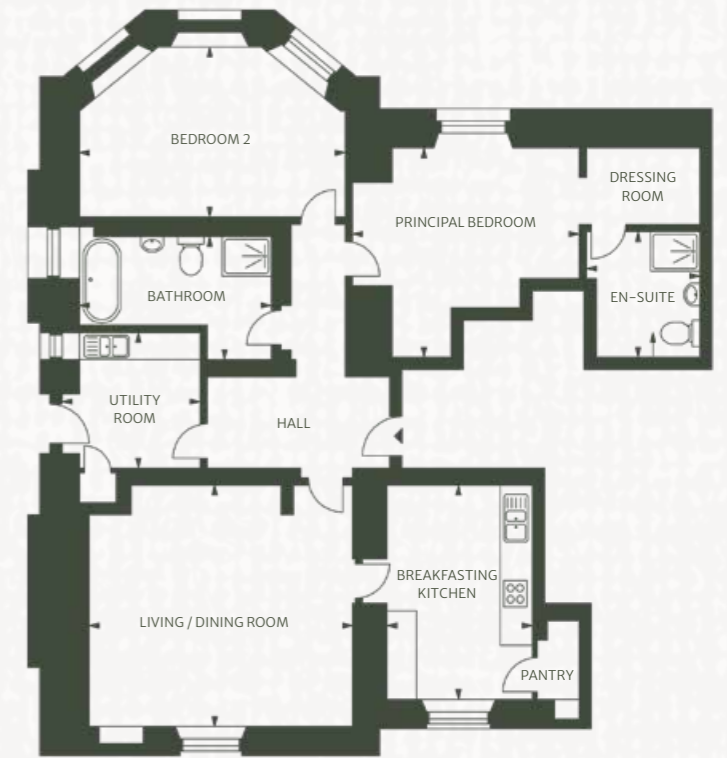 BEDROOM 2
DRESSING
ROOM
PRINCIPAL BEDROOM
BATHROOM
EN-SUITE
UTILITY
ROOM
HALL
BREAKFASTING
KITCHEN
LIVING / DINING ROOM
PANTRY